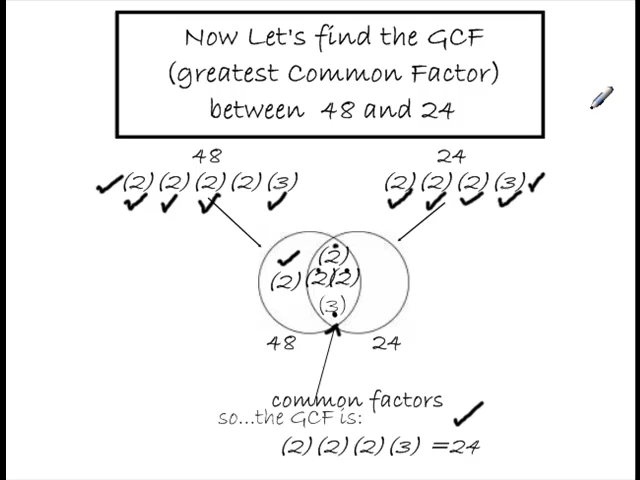 Now Let's find the GCF
(greatest Common Factor)
between 48 and 24
48
24
(2) (2) (2) (2) (3)
(2) (2) (2) (3)
(2)
(2) (2)(2)
(3)
48
24
common factors
so...the GCF is:
(2) (2) (2) (3) =24